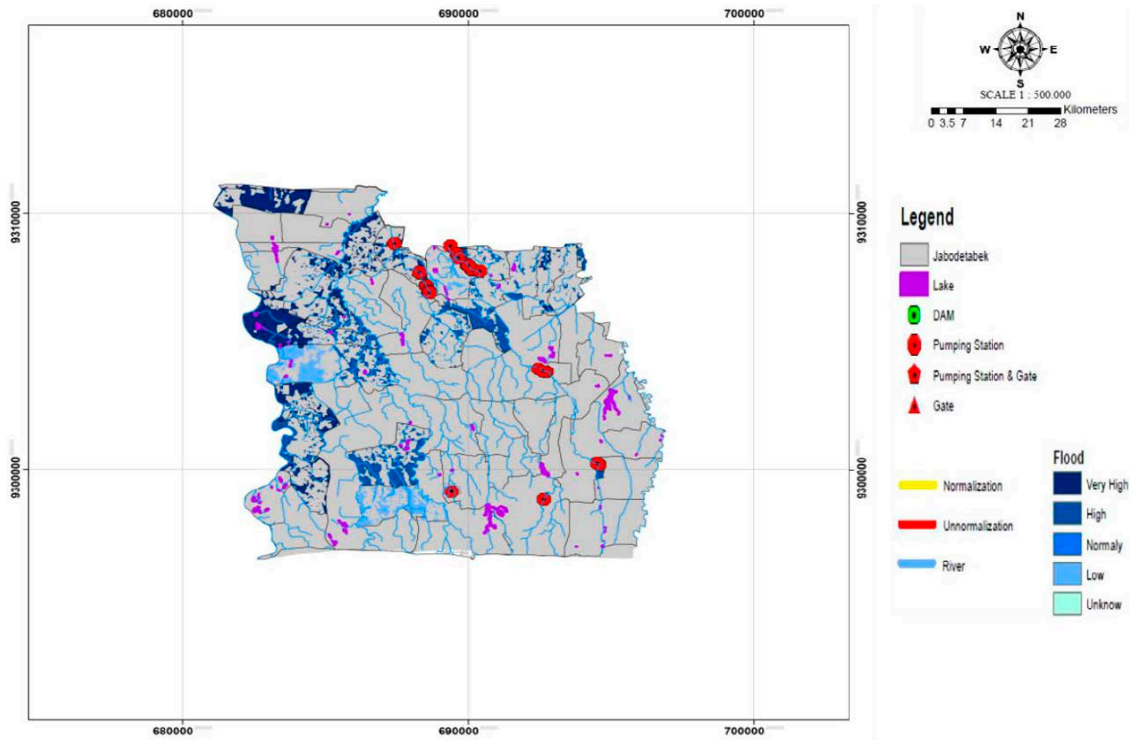 680000 690000 700000
N
W E
S
SCALE 1 : 500.000
Kilometers
0 3.5 7 14 21 28
9310000 9310000
9300000 9300000
680000 690000 700000
Legend
Jabodetabek
Lake
DAM
Pumping Station
Pumping Station & Gate
Gate
Normalization
Unnormalization
River
Flood
Very High
High
Normaly
Low
Unknow